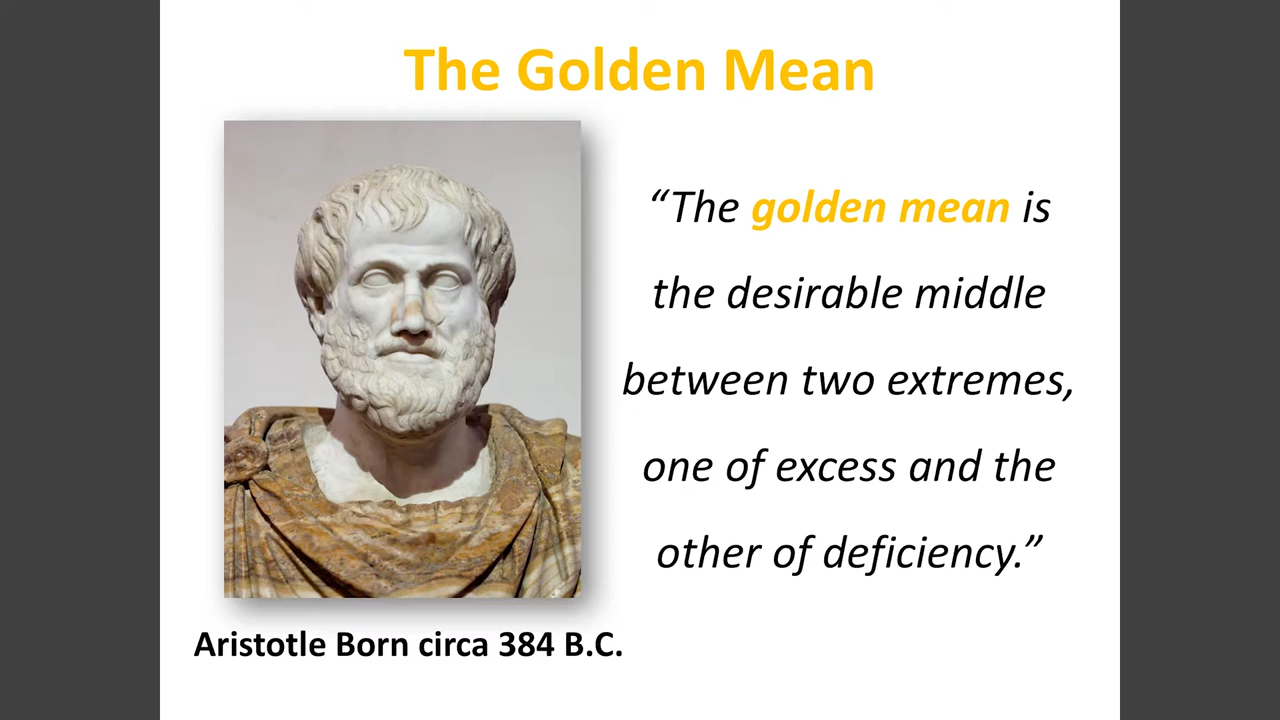 The Golden Mean
“The golden mean is
the desirable middle
between two extremes,
one of excess and the
other of deficiency.”
Aristotle Born circa 384 B.C.